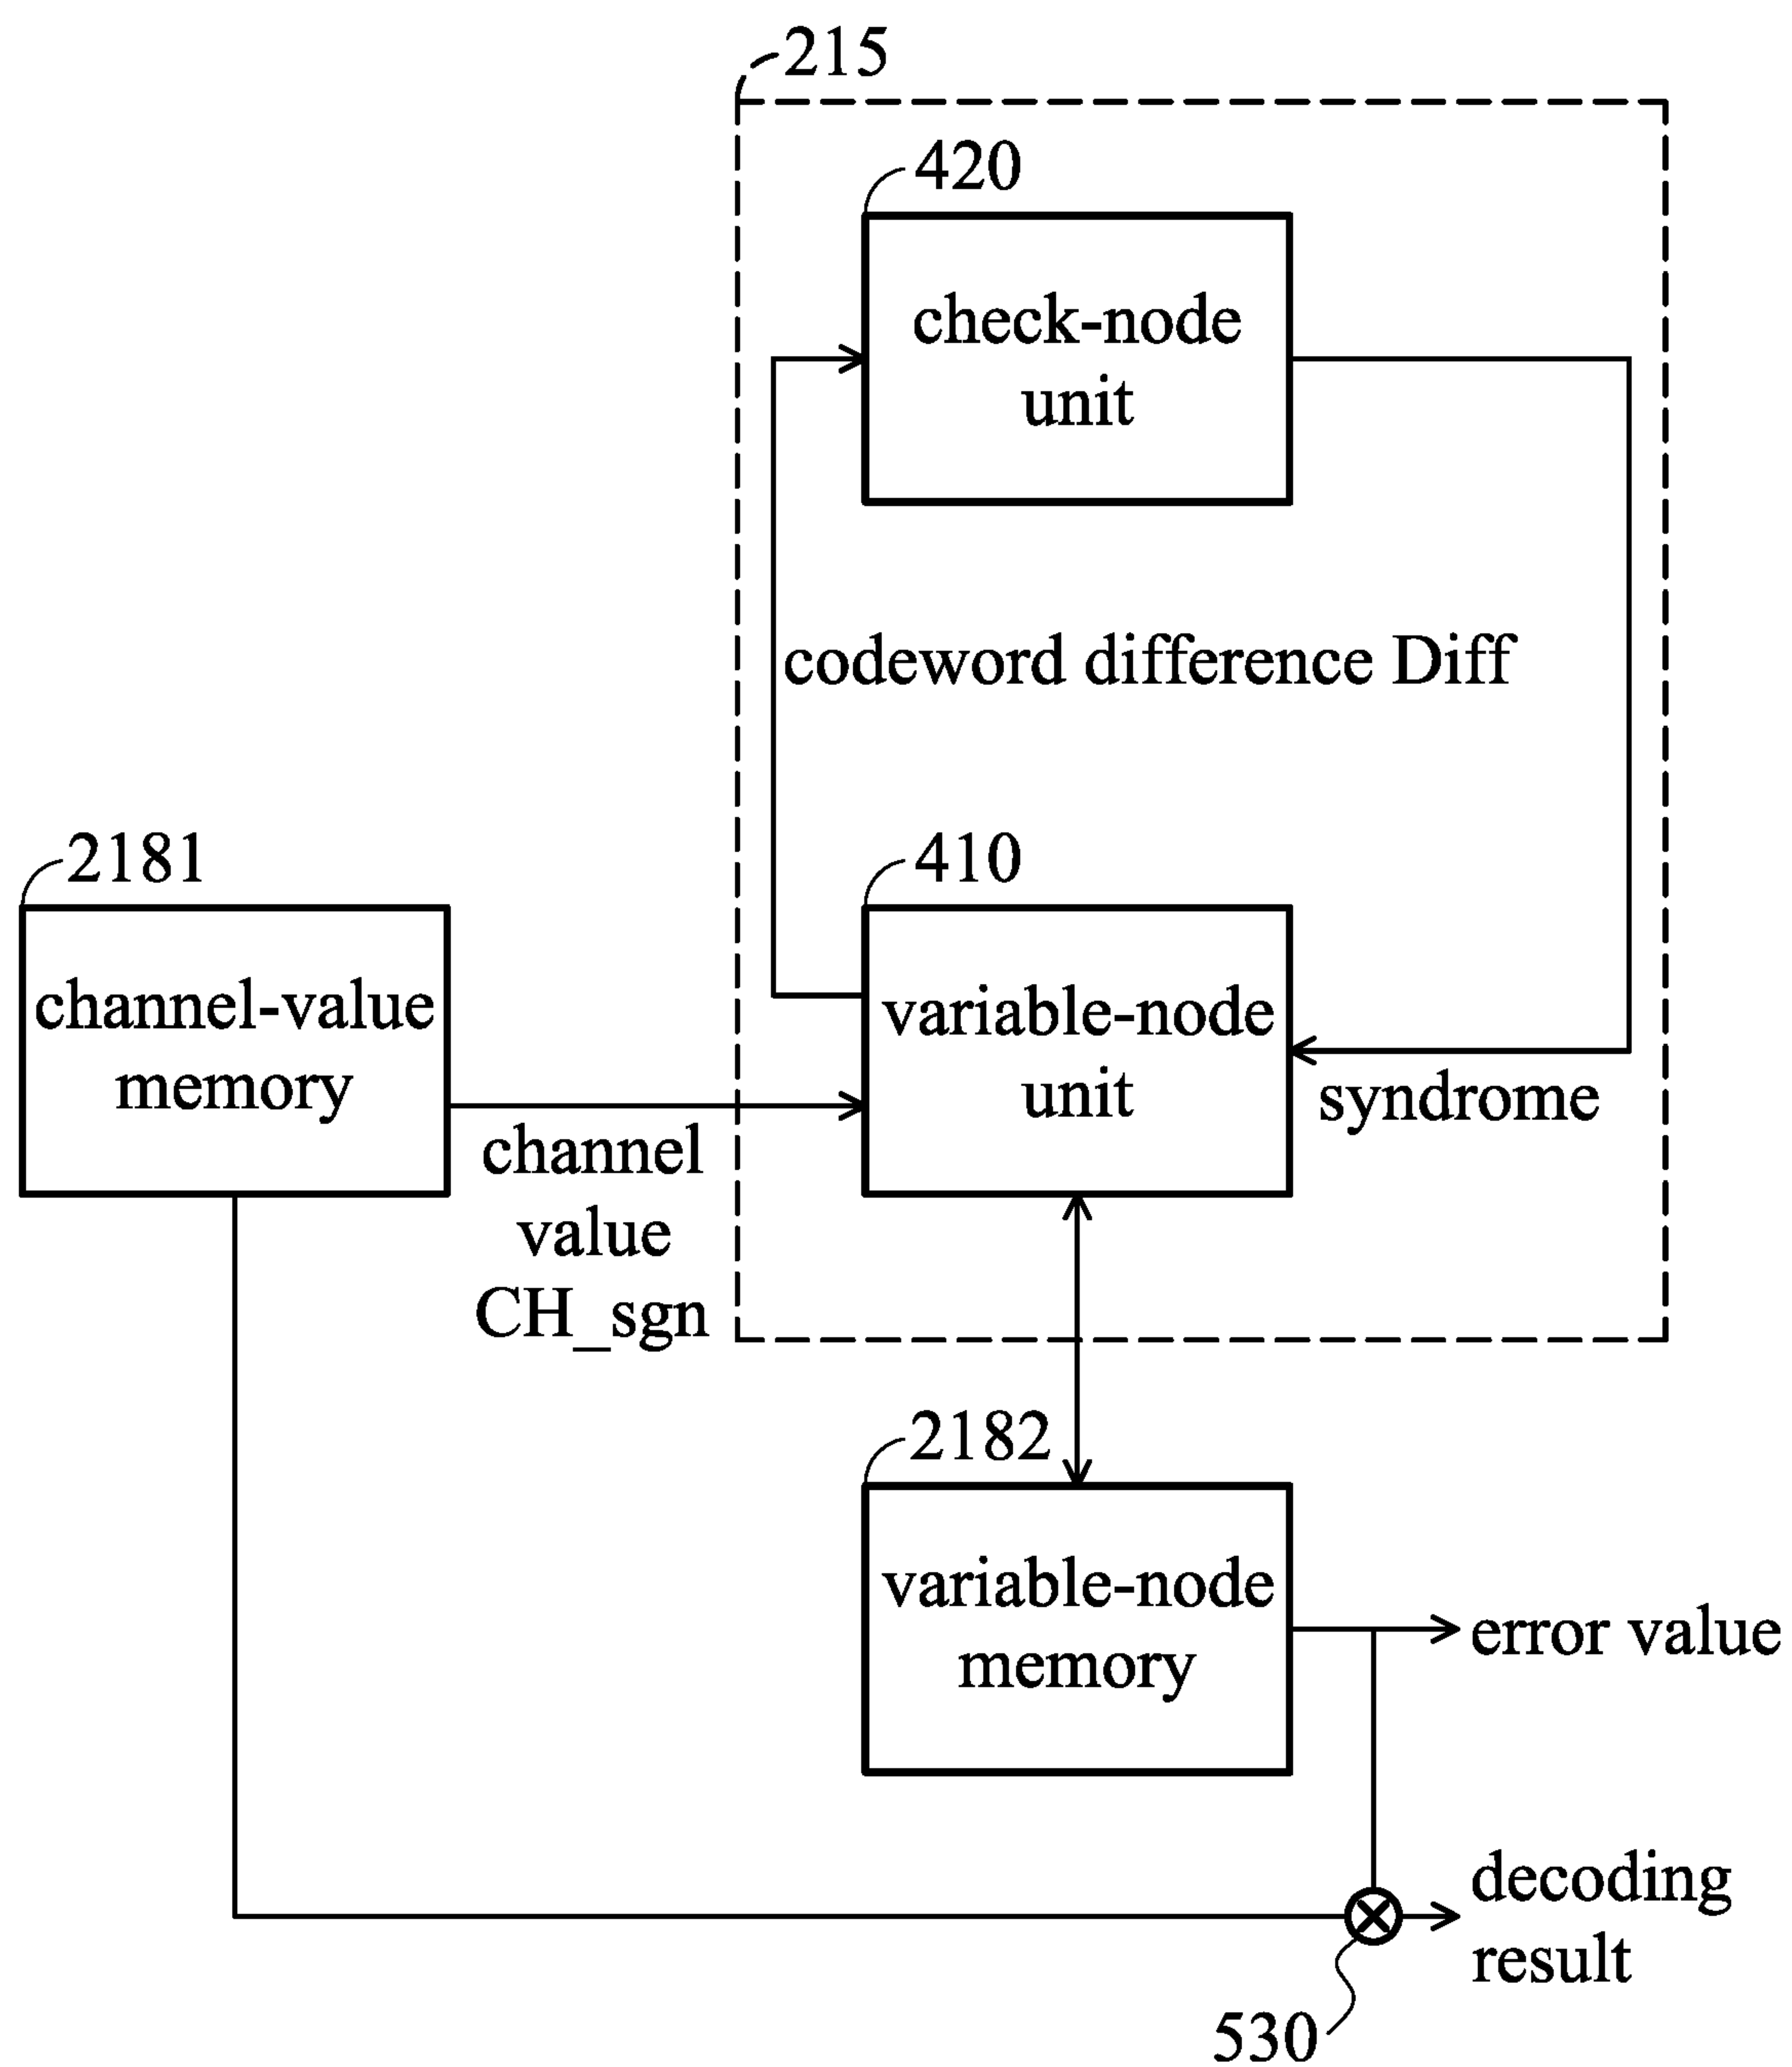 215
420
check-node
unit
codeword difference Diff
2181
410
channel-value
memory
variable-node
unit
syndrome
channel
value
CH_sgn
2182
variable-node
memory
error value
decoding
result
530